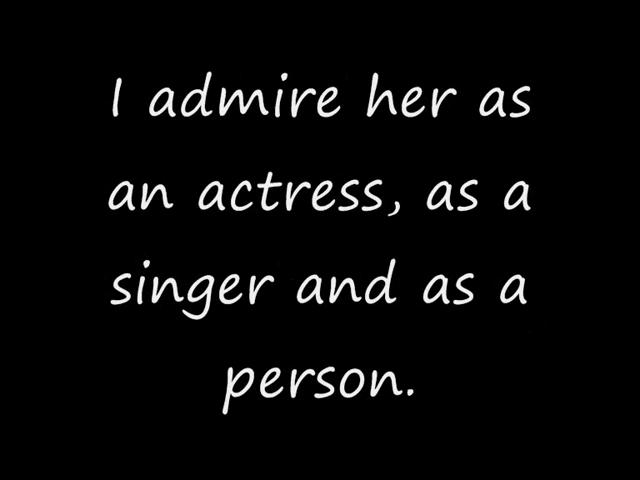 I admire her as
an actress, as a
singer and as a
person.